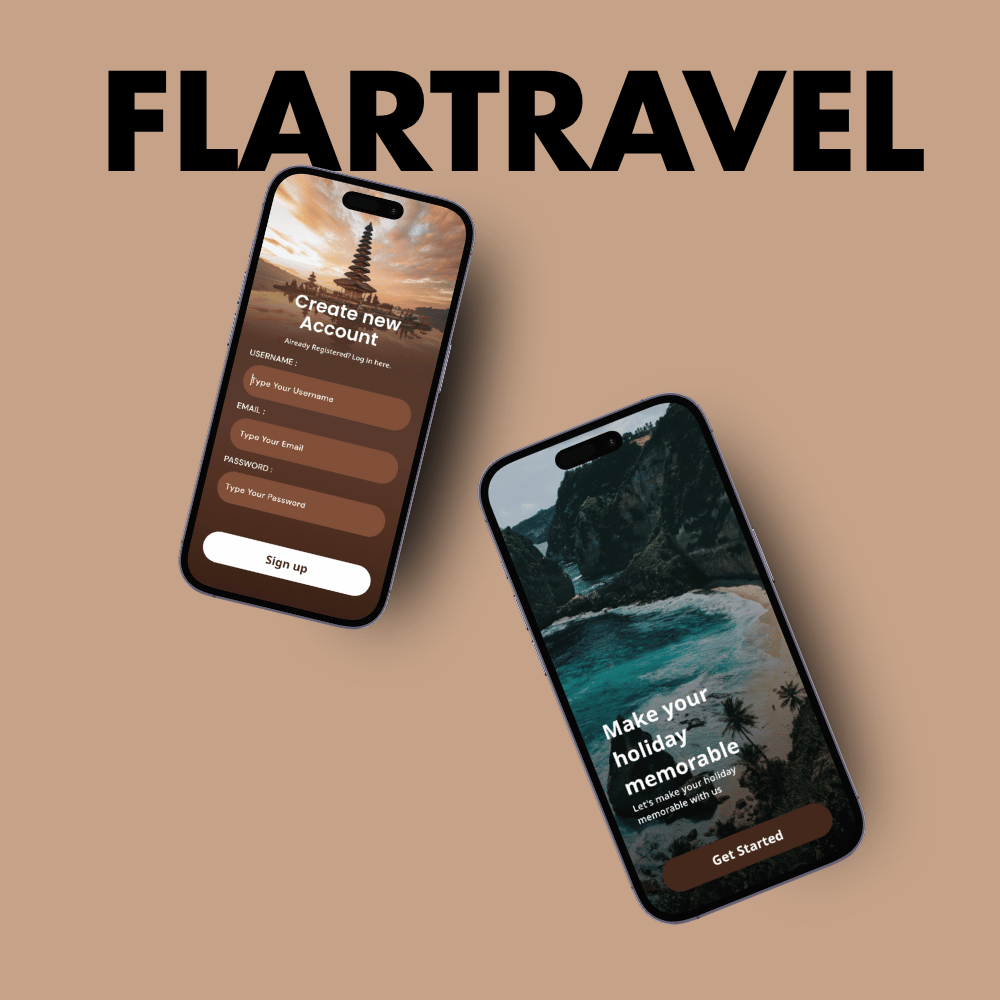 FLARTRAVEL
Create new
Account
Already Registered? Log in here.
USERNAME :
Type Your Username
EMAIL :
Type Your Email
PASSWORD :
Type Your Password
Sign up
Make your
holiday
memorable
Let's make your holiday
memorable with us
Get Started